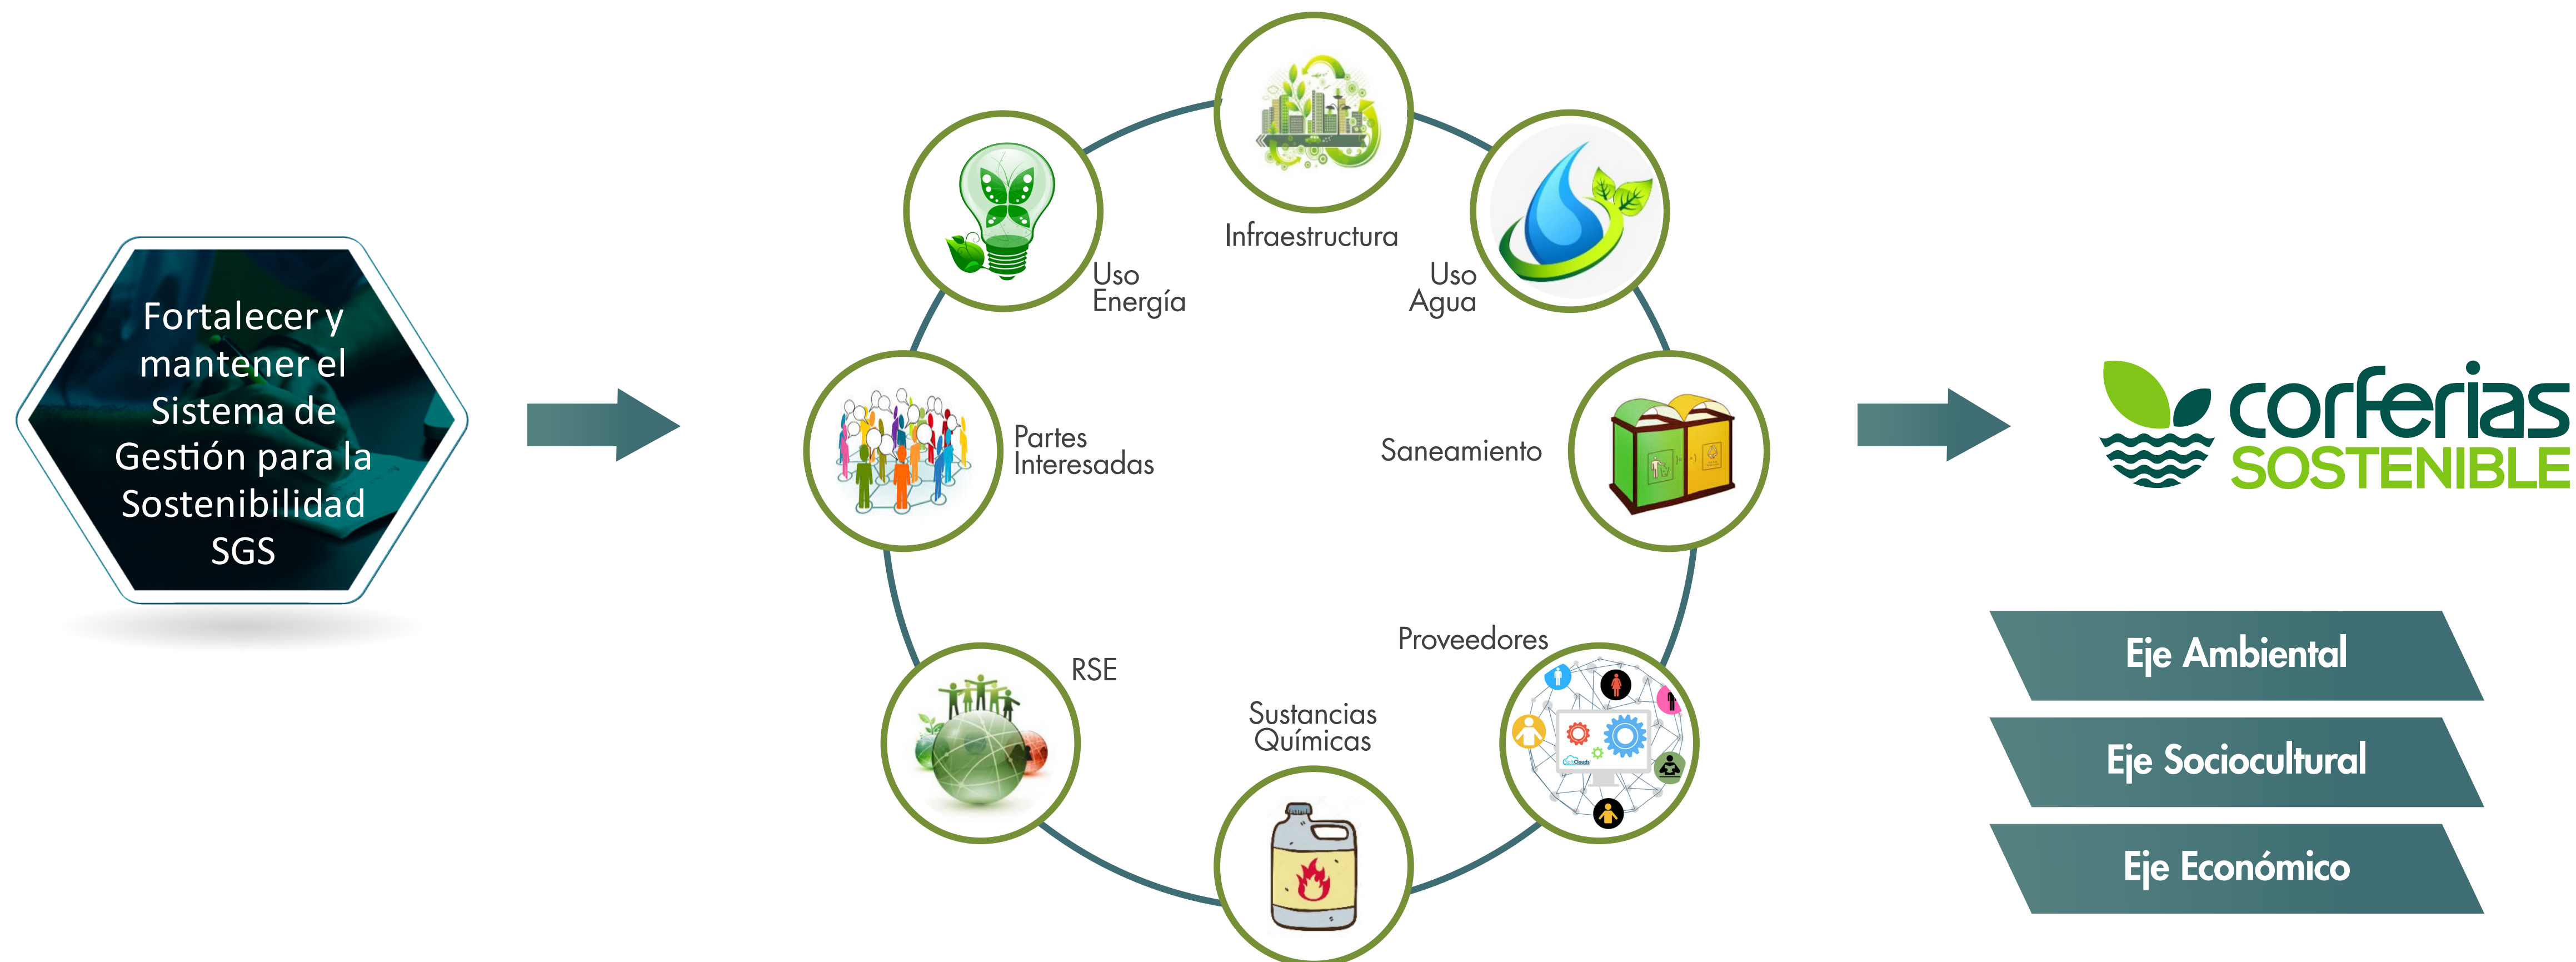 Fortalecer y
mantener el
Sistema de
Gestión para la
Sostenibilidad
SGS
Infraestructura
Uso
Energía
Uso
Agua
Partes
Interesadas
Saneamiento
RSE
Proveedores
Sustancias
Químicas
corferias
SOSTENIBLE
Eje Ambiental
Eje Sociocultural
Eje Económico